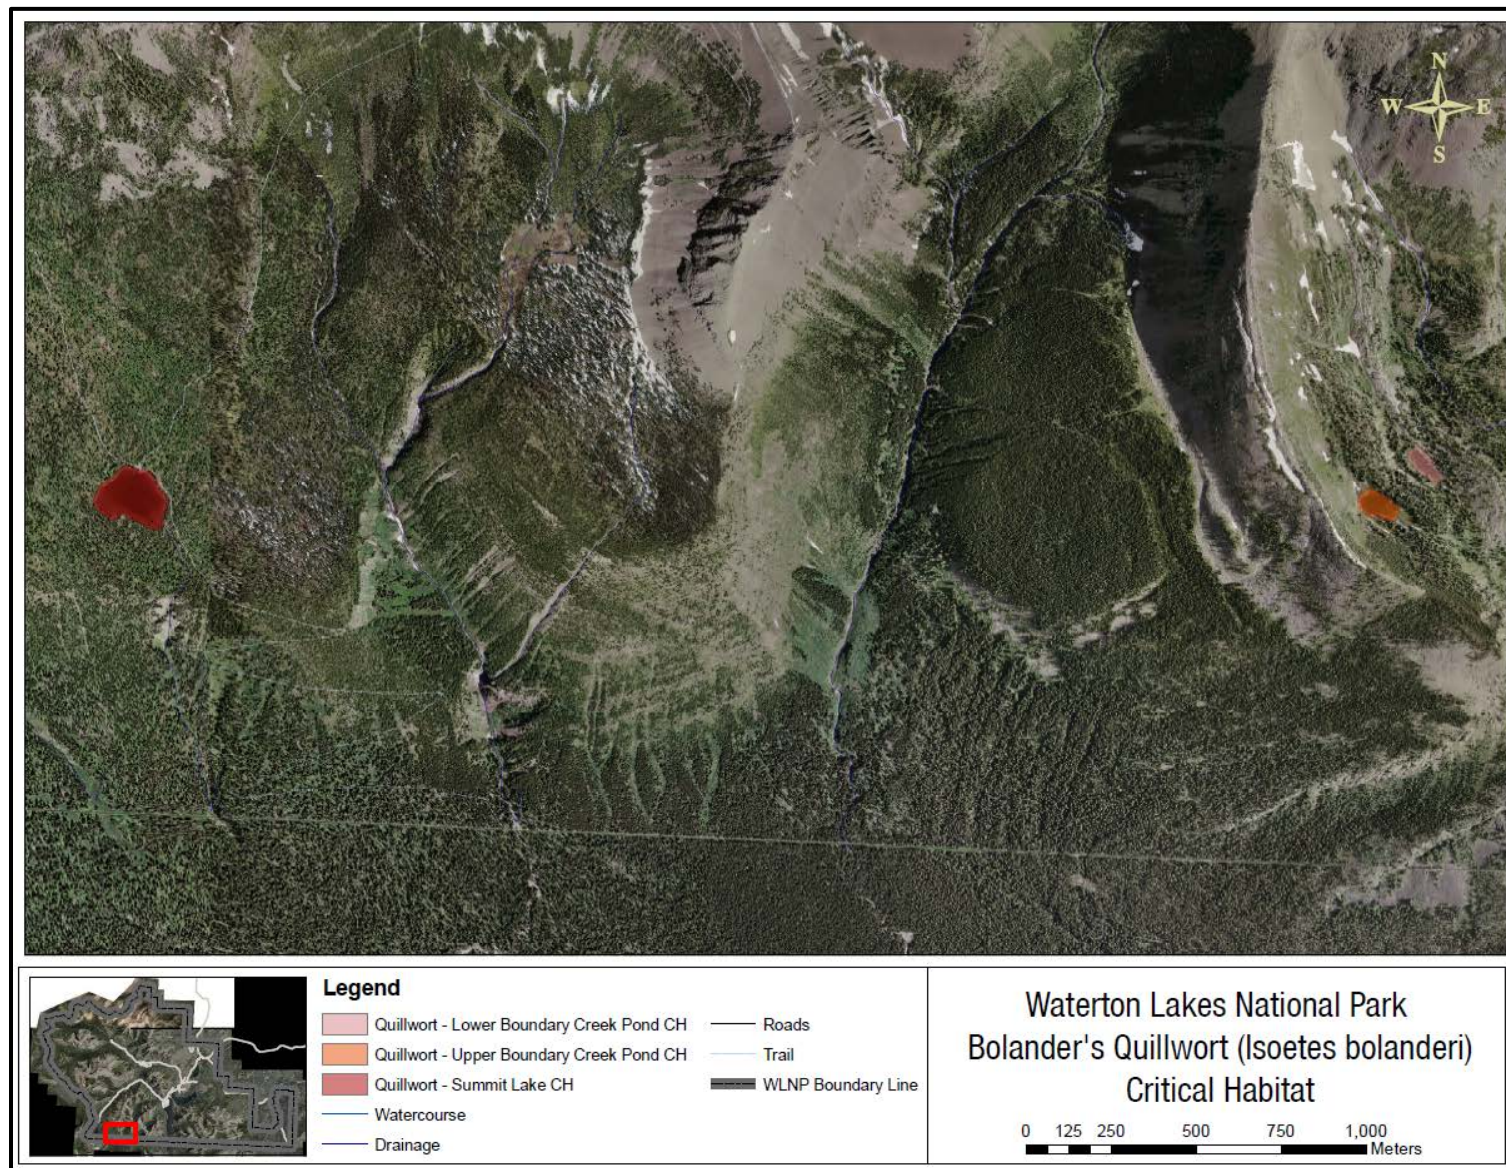 N
W E
S
Legend
Quillwort - Lower Boundary Creek Pond CH
Quillwort - Upper Boundary Creek Pond CH
Quillwort - Summit Lake CH
Watercourse
Drainage
Roads
Trail
WLNP Boundary Line
Waterton Lakes National Park
Bolander's Quillwort (Isoetes bolanderi)
Critical Habitat
0 125 250 500 750 1,000
Meters